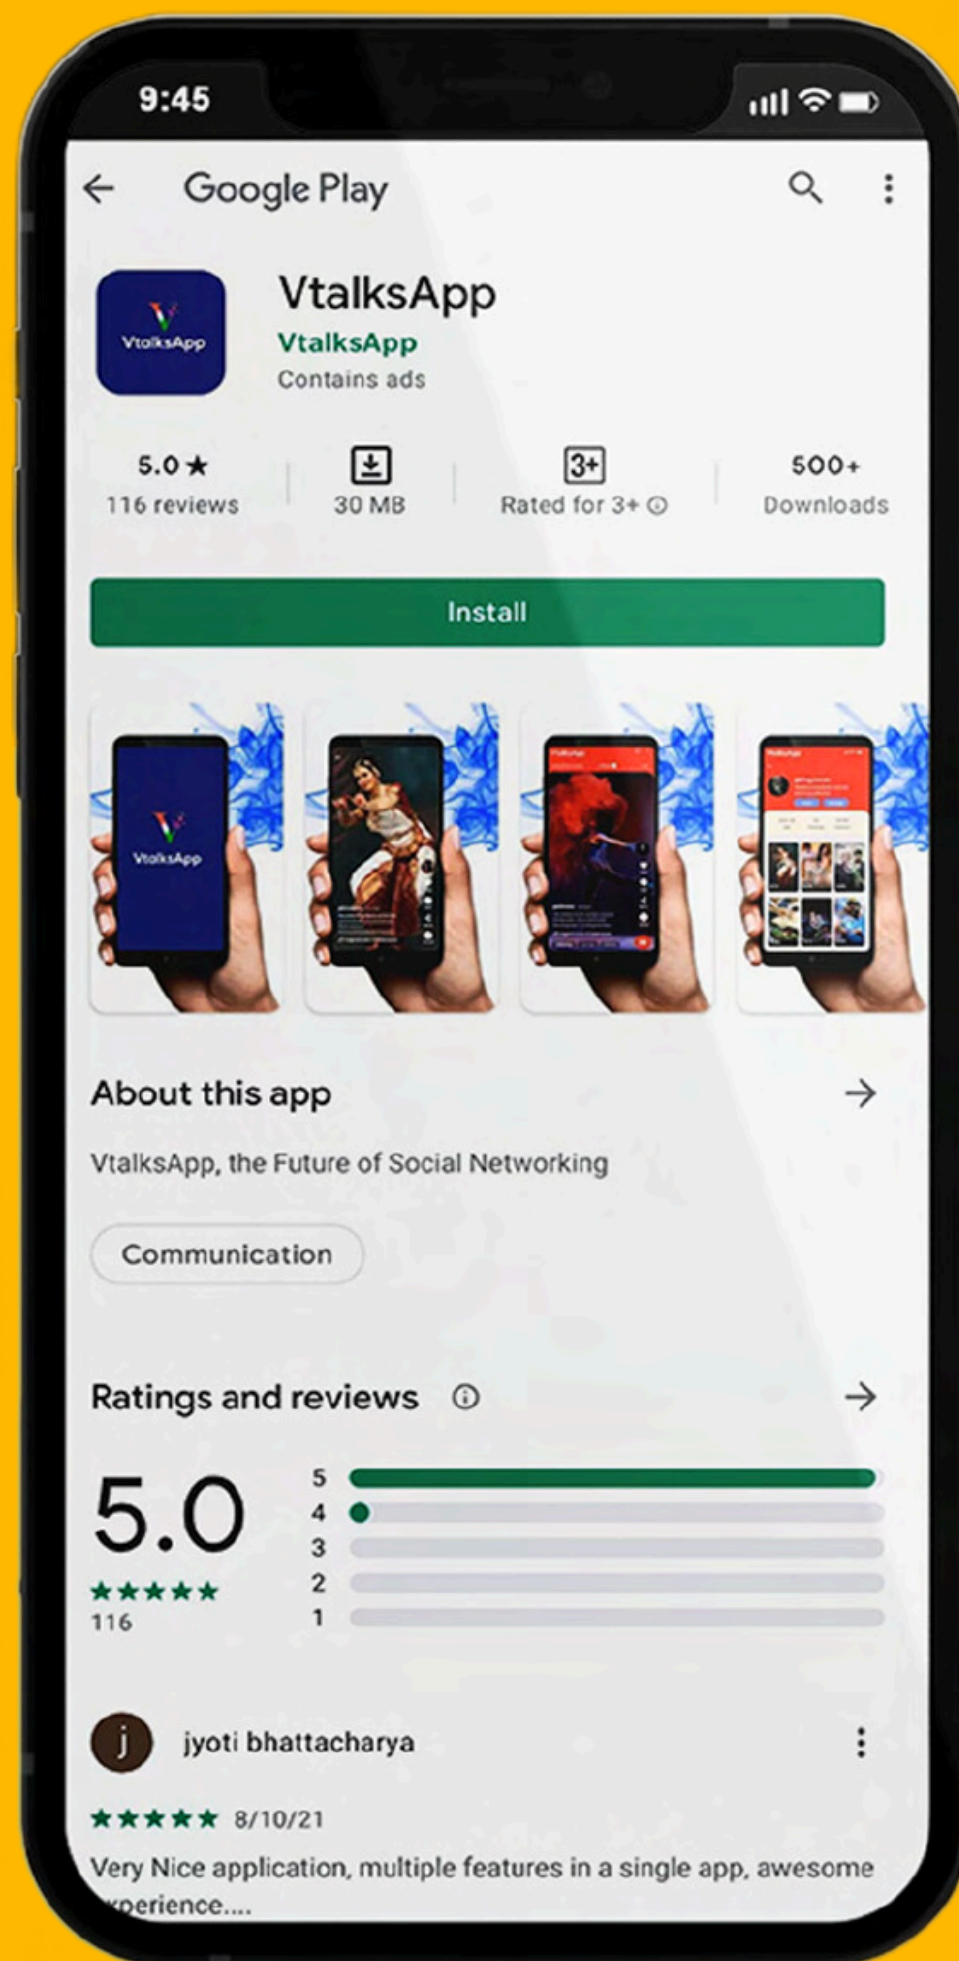 9:45
Google Play
VtalksApp
VtalksApp
VtalksApp
Contains ads
5.0 ★
116 reviews
30 MB
3+
Rated for 3+
500+
Downloads
Install
VtalksApp
About this app
VtalksApp, the Future of Social Networking
Communication
Ratings and reviews
5.0
116
5
4
3
2
1
j
jyoti bhattacharya
8/10/21
Very Nice application, multiple features in a single app, awesome
experience....